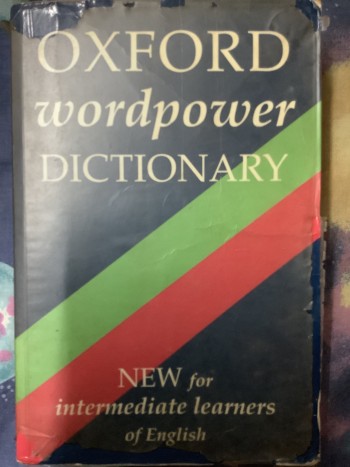 OXFORD
wordpower
DICTIONARY
NEW for
intermediate learners
of English